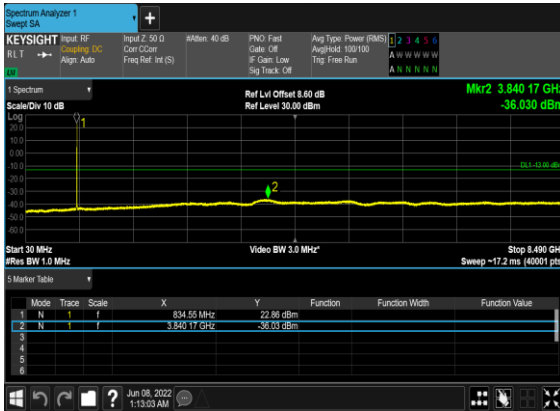 Spectrum Analyzer 1
Swept SA
KEYSIGHT Input: RF Input Z: 50 Ω #Atten: 40 dB PNO: Fast Avg Type: Power (RMS) 1 2 3 4 5 6
RLT Coupling: DC Corr CCorr Gate: Off Avg|Hold: 100/100 A W W W W W
Align: Auto Freq Ref: Int (S) IF Gain: Low Trig: Free Run
Sig Track: Off A N N N N N
1 Spectrum
Scale/Div 10 dB
Ref Lvl Offset 8.60 dB
Ref Level 30.00 dBm
Mkr2 3.840 17 GHz
-36.030 dBm
Log
1
20.0
10.0
0.00
-10.0
DL1 -13.00 dBm
-20.0
-30.0
2
-40.0
-50.0
-60.0
Start 30 MHz Video BW 3.0 MHz* Stop 8.490 GHz
#Res BW 1.0 MHz Sweep ~17.2 ms (40001 pts)
5 Marker Table
Mode Trace Scale X Y Function Function Width Function Value
1 N 1 f 834.55 MHz 22.86 dBm
2 N 1 f 3.840 17 GHz -36.03 dBm
3
4
5
6
? Jun 08, 2022
1:13:03 AM